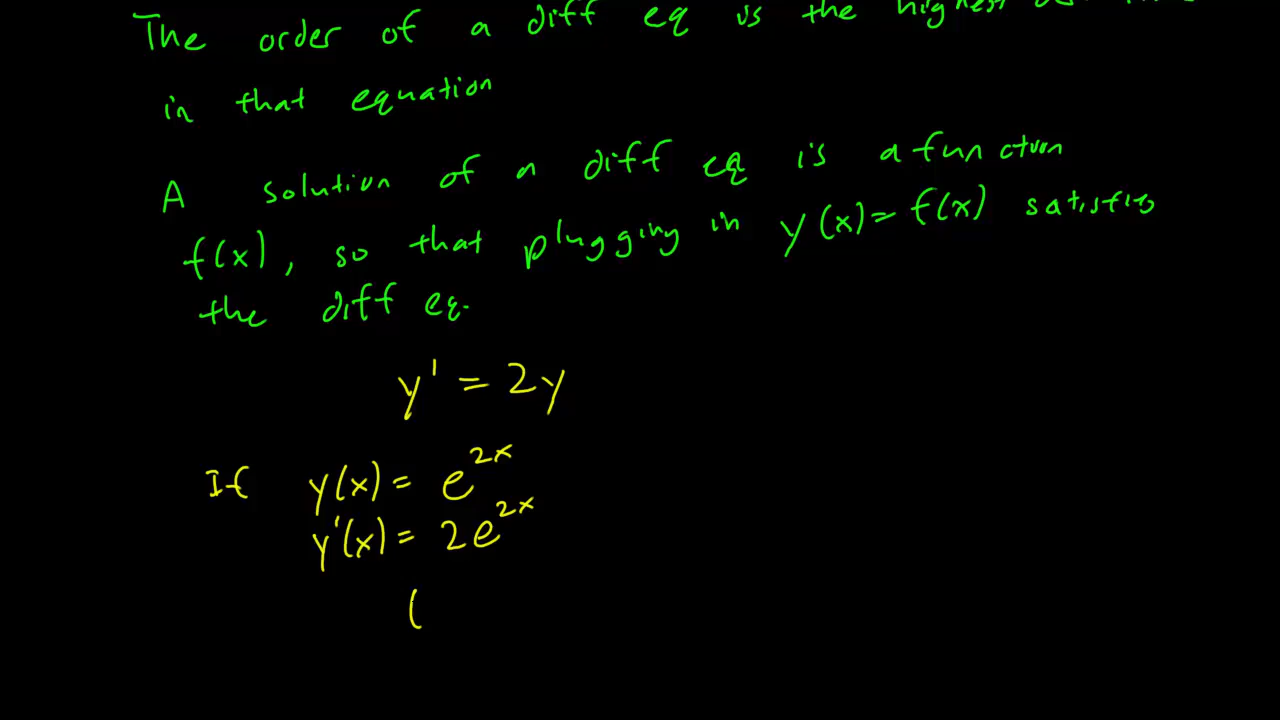 The order of a diff eq is the highest
in that equation
A solution of a diff eq is a function
f(x), so that plugging in y(x) = f(x) satisfies
the diff eq.
y' = 2y
If y(x) = e^{2x}
y'(x) = 2e^{2x}
(